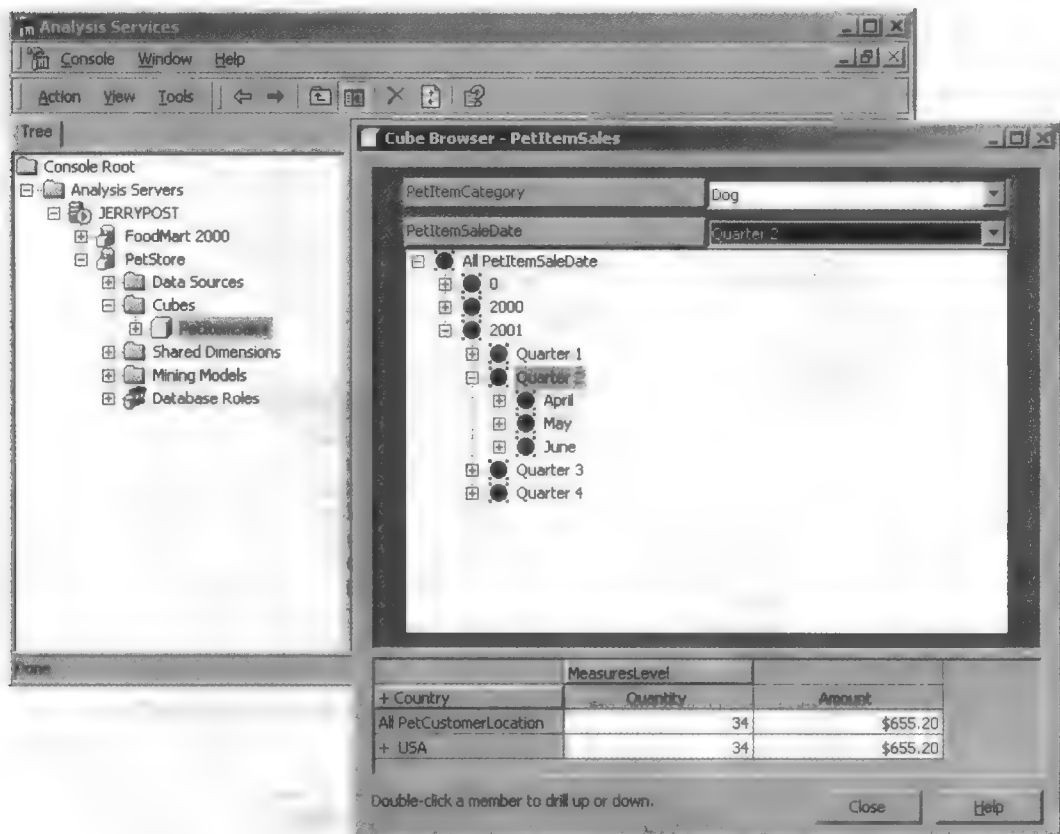 Analysis Services
Console Window Help
Action View Tools
Tree
Console Root
Analysis Servers
JERRYPOST
FoodMart 2000
PetStore
Data Sources
Cubes
PetItemSales
Shared Dimensions
Mining Models
Database Roles
Done
Cube Browser - PetItemSales
PetItemCategory Dog
PetItemSaleDate Quarter 2
All PetItemSaleDate
0
2000
2001
Quarter 1
Quarter 2
April
May
June
Quarter 3
Quarter 4
MeasuresLevel
+ Country Quantity Amount
All PetCustomerLocation 34 $655.20
+ USA 34 $655.20
Double-click a member to drill up or down.
Close Help